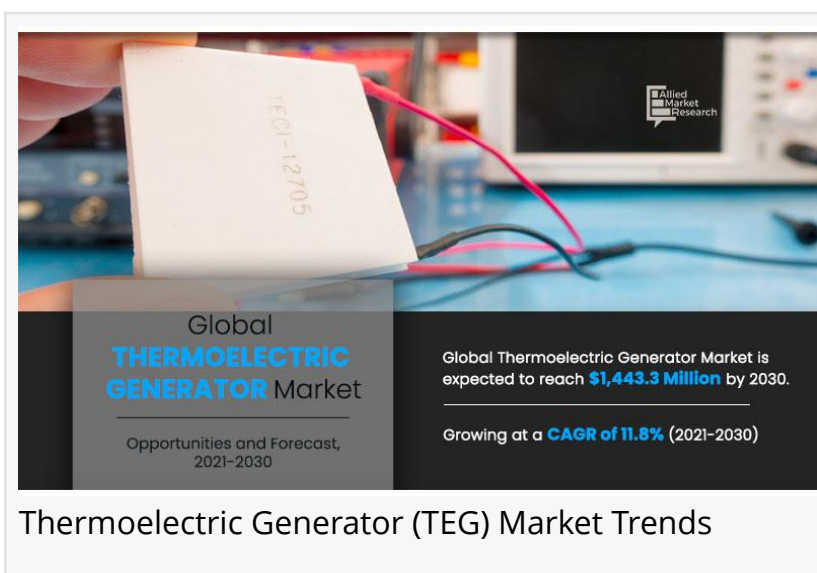 TEC1-12705
Allied
Market
Research
Global
THERMOELECTRIC
GENERATOR Market
Opportunities and Forecast,
2021-2030
Global Thermoelectric Generator Market is
expected to reach $1,443.3 Million by 2030.
Growing at a CAGR of 11.8% (2021-2030)
Thermoelectric Generator (TEG) Market Trends